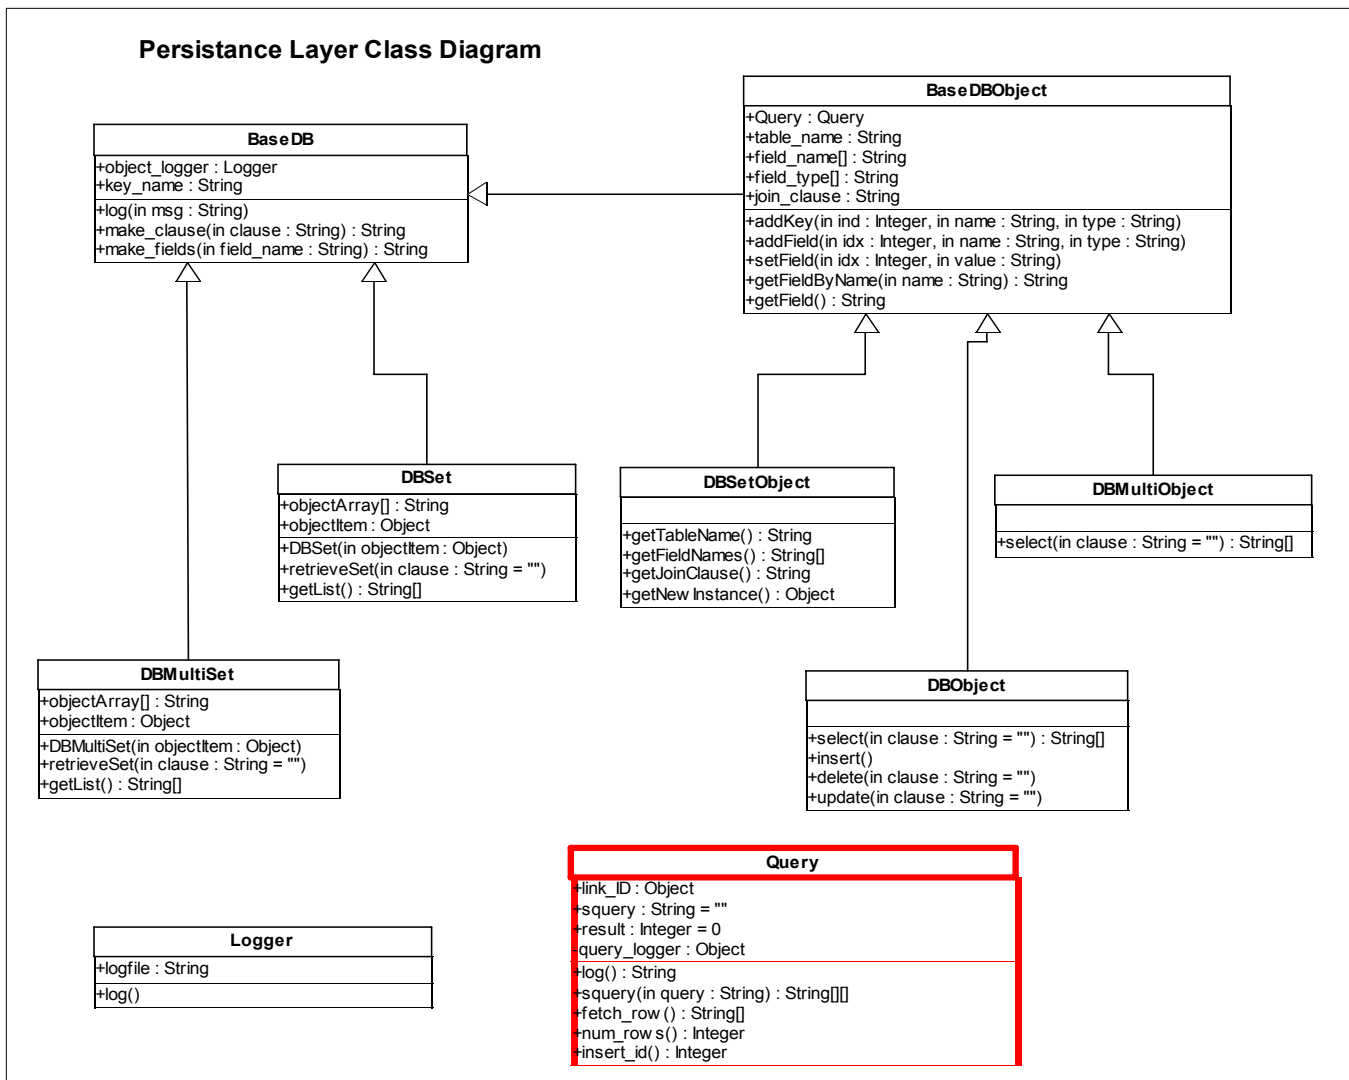 Persistance Layer Class Diagram
BaseDB
+object_logger : Logger
+key_name : String
+log(in msg : String)
+make_clause(in clause : String) : String
+make_fields(in field_name : String) : String
BaseDBObject
+Query : Query
+table_name : String
+field_name[] : String
+field_type[] : String
+join_clause : String
+addKey(in ind : Integer, in name : String, in type : String)
+addField(in idx : Integer, in name : String, in type : String)
+setField(in idx : Integer, in value : String)
+getFieldByName(in name : String) : String
+getField() : String
DBSet
+objectArray[] : String
+objectItem : Object
+DBSet(in objectItem : Object)
+retrieveSet(in clause : String = "")
+getList() : String[]
DBSetObject
+getTableName() : String
+getFieldNames() : String[]
+getJoinClause() : String
+getNewInstance() : Object
DBMultiObject
+select(in clause : String = "") : String[]
DBMultiSet
+objectArray[] : String
+objectItem : Object
+DBMultiSet(in objectItem : Object)
+retrieveSet(in clause : String = "")
+getList() : String[]
DBObject
+select(in clause : String = "") : String[]
+insert()
+delete(in clause : String = "")
+update(in clause : String = "")
Logger
+logfile : String
+log()
Query
+link_ID : Object
+squery : String = ""
+result : Integer = 0
-query_logger : Object
+log() : String
+squery(in query : String) : String[][]
+fetch_row() : String[]
+num_rows() : Integer
+insert_id() : Integer